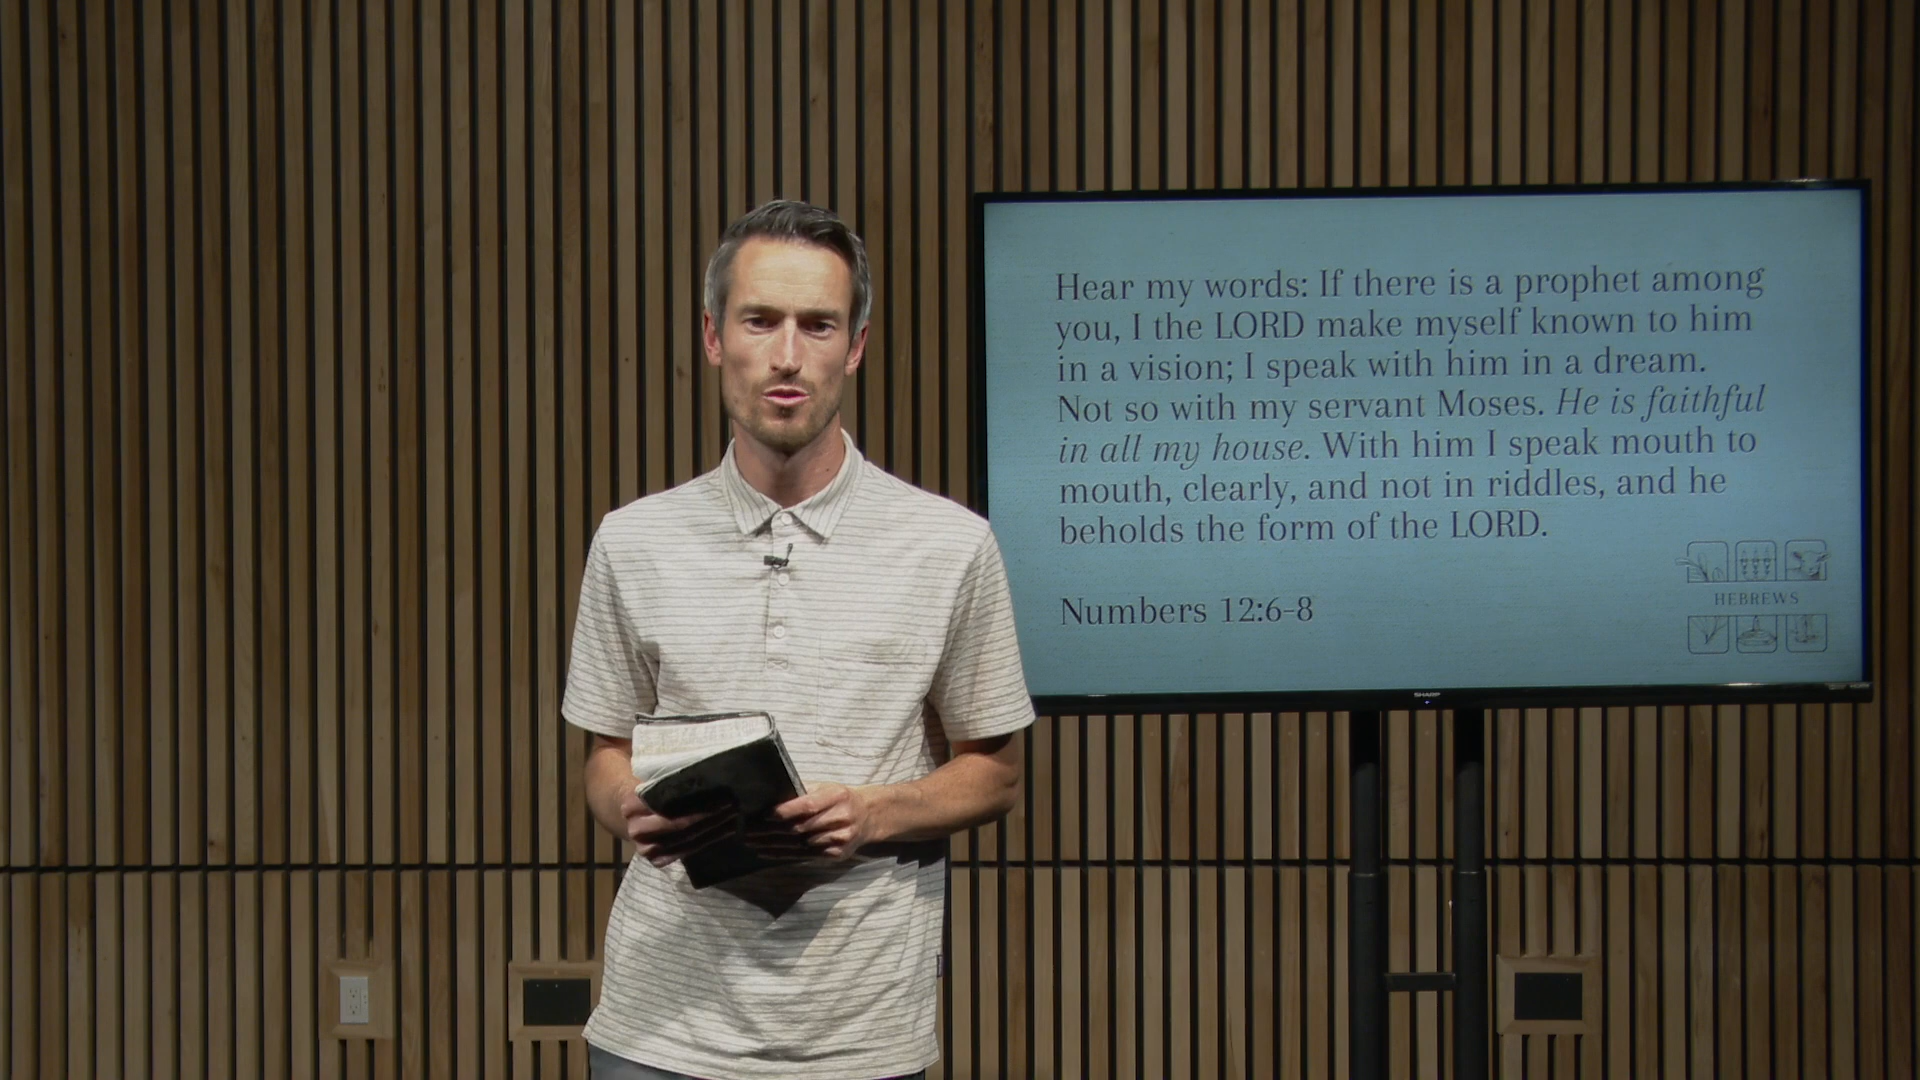 Hear my words: If there is a prophet among
you, I the LORD make myself known to him
in a vision; I speak with him in a dream.
Not so with my servant Moses. He is faithful
in all my house. With him I speak mouth to
mouth, clearly, and not in riddles, and he
beholds the form of the LORD.
Numbers 12:6-8
HEBREWS
SHARP